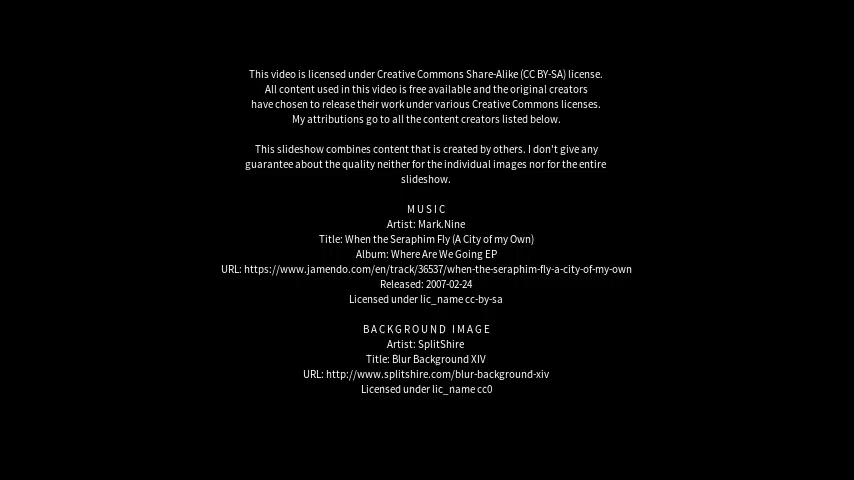 This video is licensed under Creative Commons Share-Alike (CC BY-SA) license.
All content used in this video is free available and the original creators
have chosen to release their work under various Creative Commons licenses.
My attributions go to all the content creators listed below.
This slideshow combines content that is created by others. I don't give any
guarantee about the quality neither for the individual images nor for the entire
slideshow.
MUSIC
Artist: Mark.Nine
Title: When the Seraphim Fly (A City of my Own)
Album: Where Are We Going EP
URL: https://www.jamendo.com/en/track/36537/when-the-seraphim-fly-a-city-of-my-own
Released: 2007-02-24
Licensed under lic_name cc-by-sa
BACKGROUND IMAGE
Artist: SplitShire
Title: Blur Background XIV
URL: http://www.splitshire.com/blur-background-xiv
Licensed under lic_name cc0